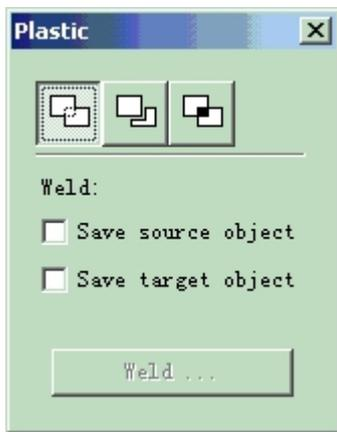 Plastic
Weld:
Save source object
Save target object
Weld ...